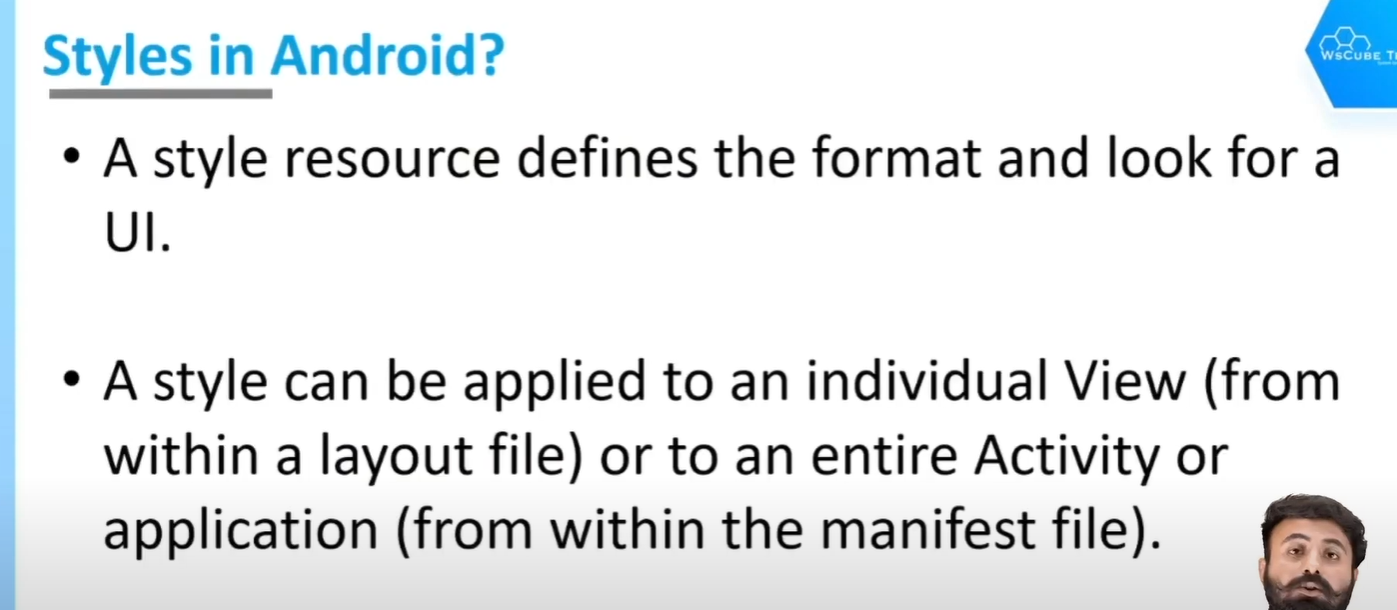 Styles in Android?
• A style resource defines the format and look for a
UI.
• A style can be applied to an individual View (from
within a layout file) or to an entire Activity or
application (from within the manifest file).
WsCube